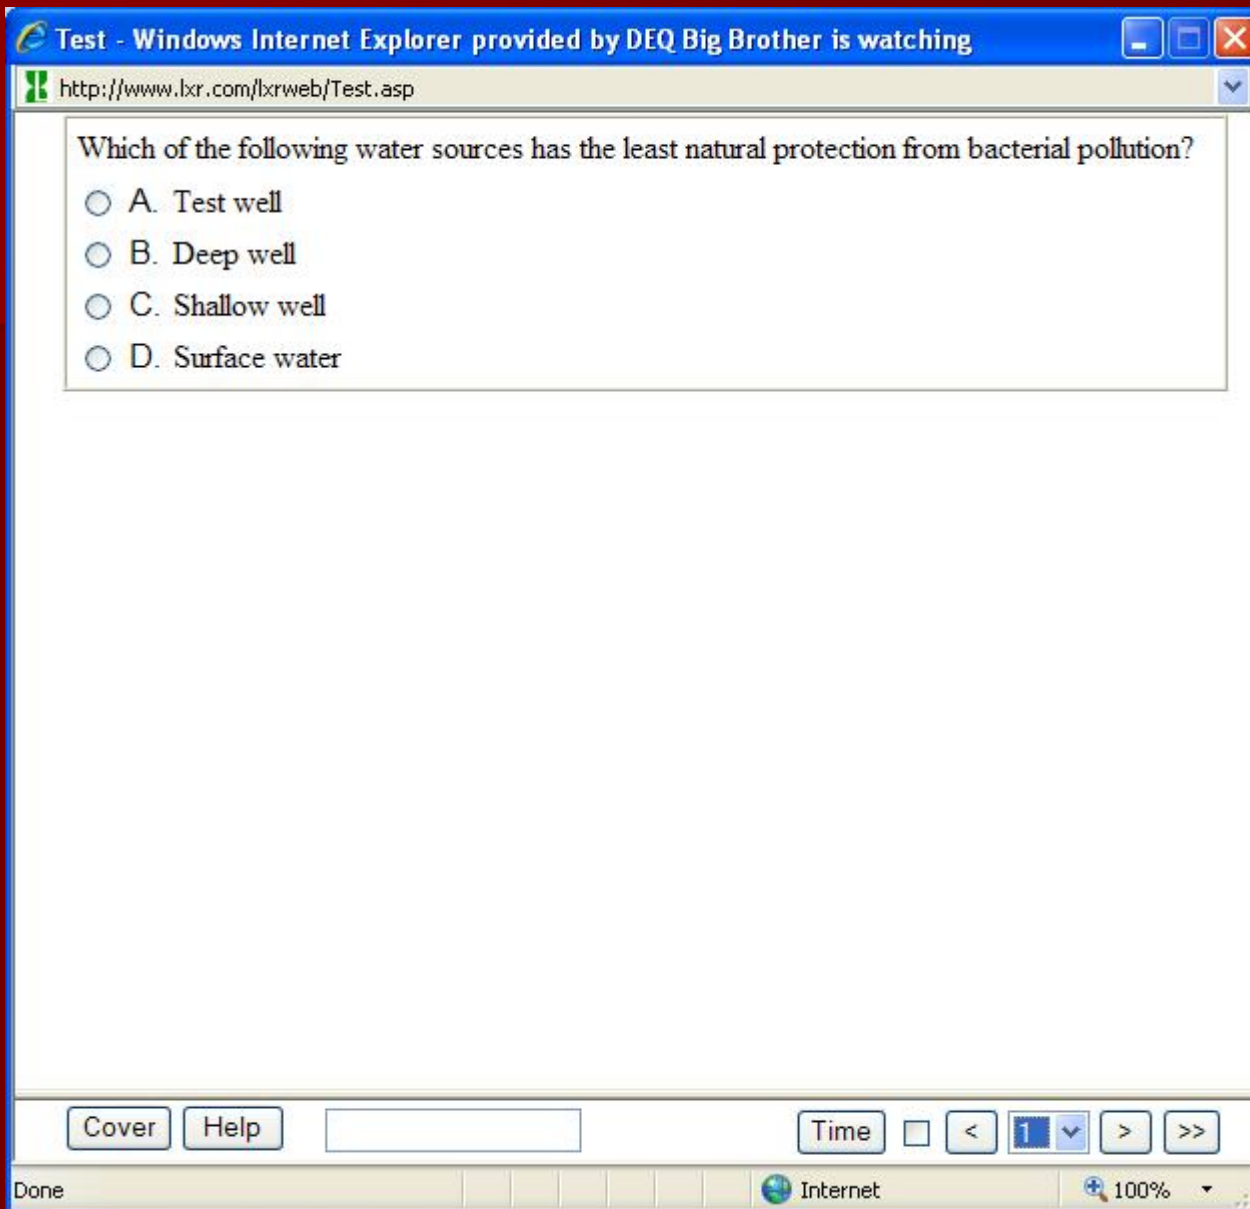 Test - Windows Internet Explorer provided by DEQ Big Brother is watching
http://www.lxr.com/lxrweb/Test.asp
Which of the following water sources has the least natural protection from bacterial pollution?
A. Test well
B. Deep well
C. Shallow well
D. Surface water
Cover Help Time < 1 > >>
Done Internet 100%